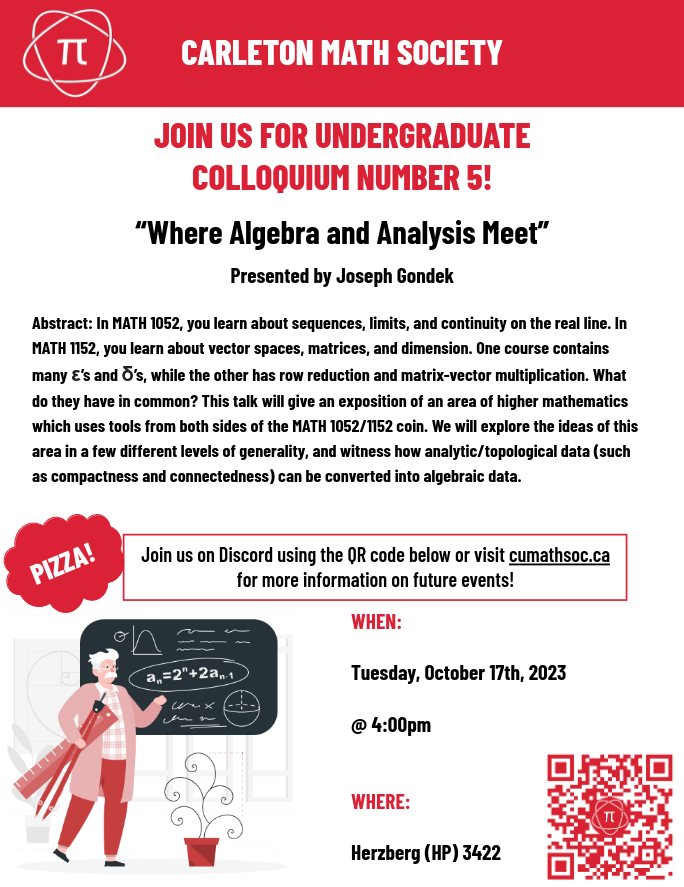 π
CARLETON MATH SOCIETY
JOIN US FOR UNDERGRADUATE
COLLOQUIUM NUMBER 5!
“Where Algebra and Analysis Meet”
Presented by Joseph Gondek
Abstract: In MATH 1052, you learn about sequences, limits, and continuity on the real line. In
MATH 1152, you learn about vector spaces, matrices, and dimension. One course contains
many ε’s and δ’s, while the other has row reduction and matrix-vector multiplication. What
do they have in common? This talk will give an exposition of an area of higher mathematics
which uses tools from both sides of the MATH 1052/1152 coin. We will explore the ideas of this
area in a few different levels of generality, and witness how analytic/topological data (such
as compactness and connectedness) can be converted into algebraic data.
PIZZA!
Join us on Discord using the QR code below or visit cumathsoc.ca
for more information on future events!
aₙ=2ⁿ+2aₙ₋₁
WHEN:
Tuesday, October 17th, 2023
@ 4:00pm
WHERE:
Herzberg (HP) 3422
π